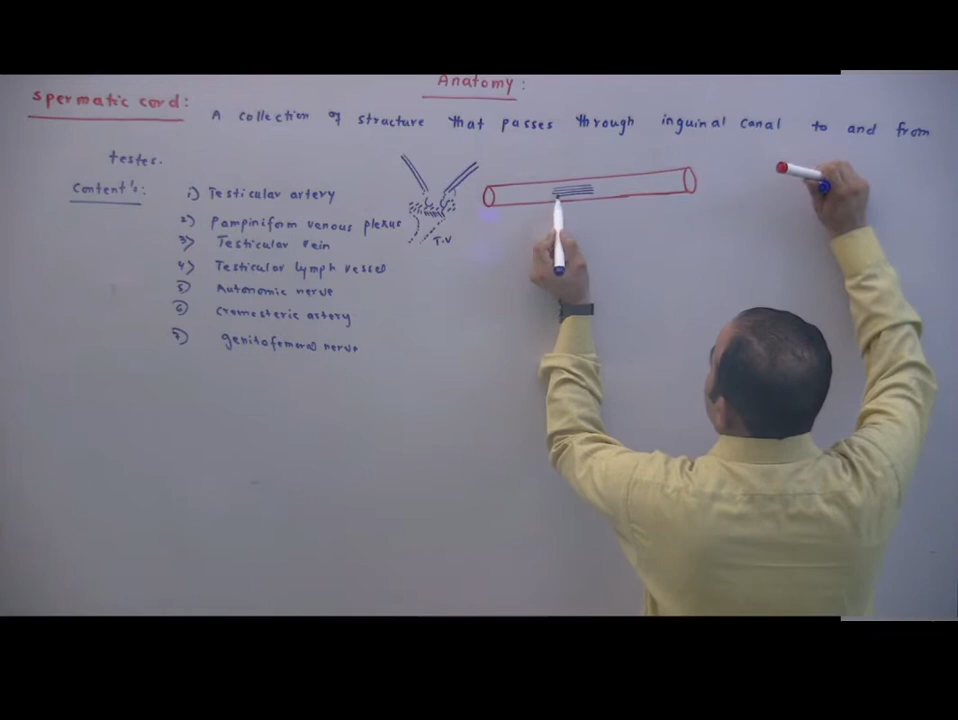 Anatomy:
Spermatic cord:
A collection of structure that passes through inguinal canal to and from
testes.
Content's:
1) Testicular artery
2) Pampiniform venous plexus
3) Testicular vein
4) Testicular lymph vessel
5) Autonomic nerve
6) Cremesteric artery
7) genitofemoral nerve
T.V